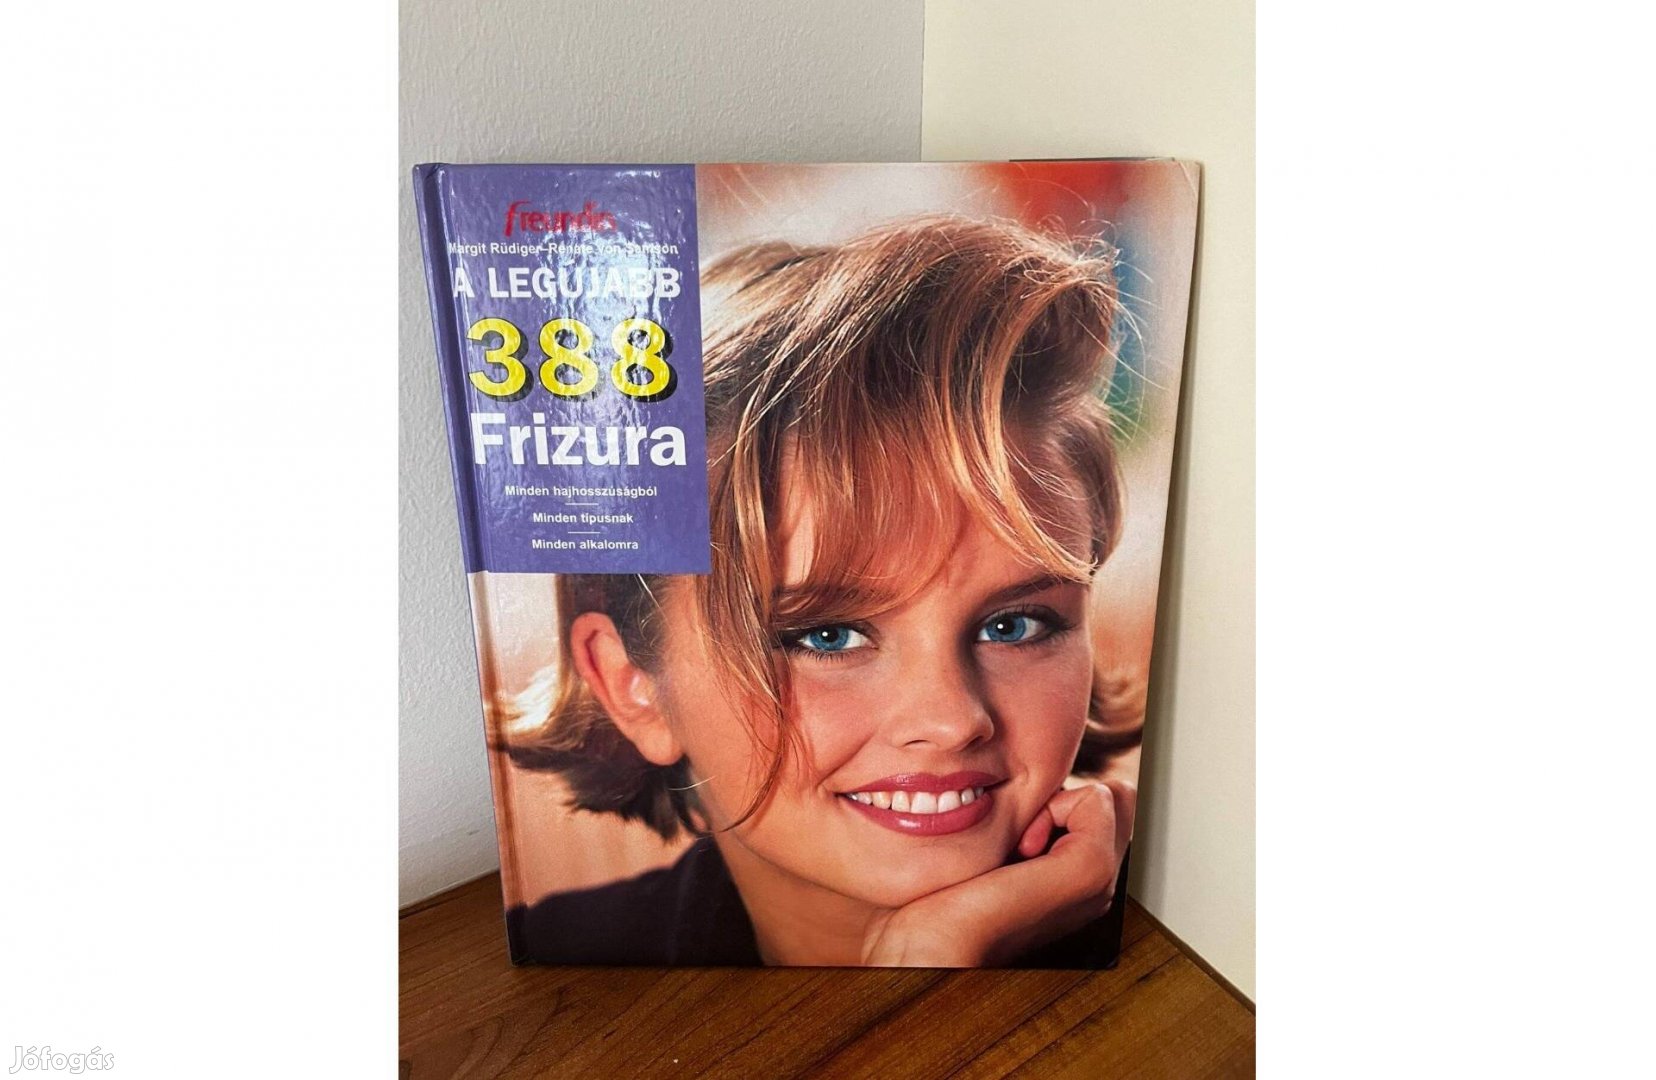 freundin
Margit Rüdiger–Renate von Samson
A LEGÚJABB
388
Frizura
Minden hajhosszúságból
Minden típusnak
Minden alkalomra
Jófogás